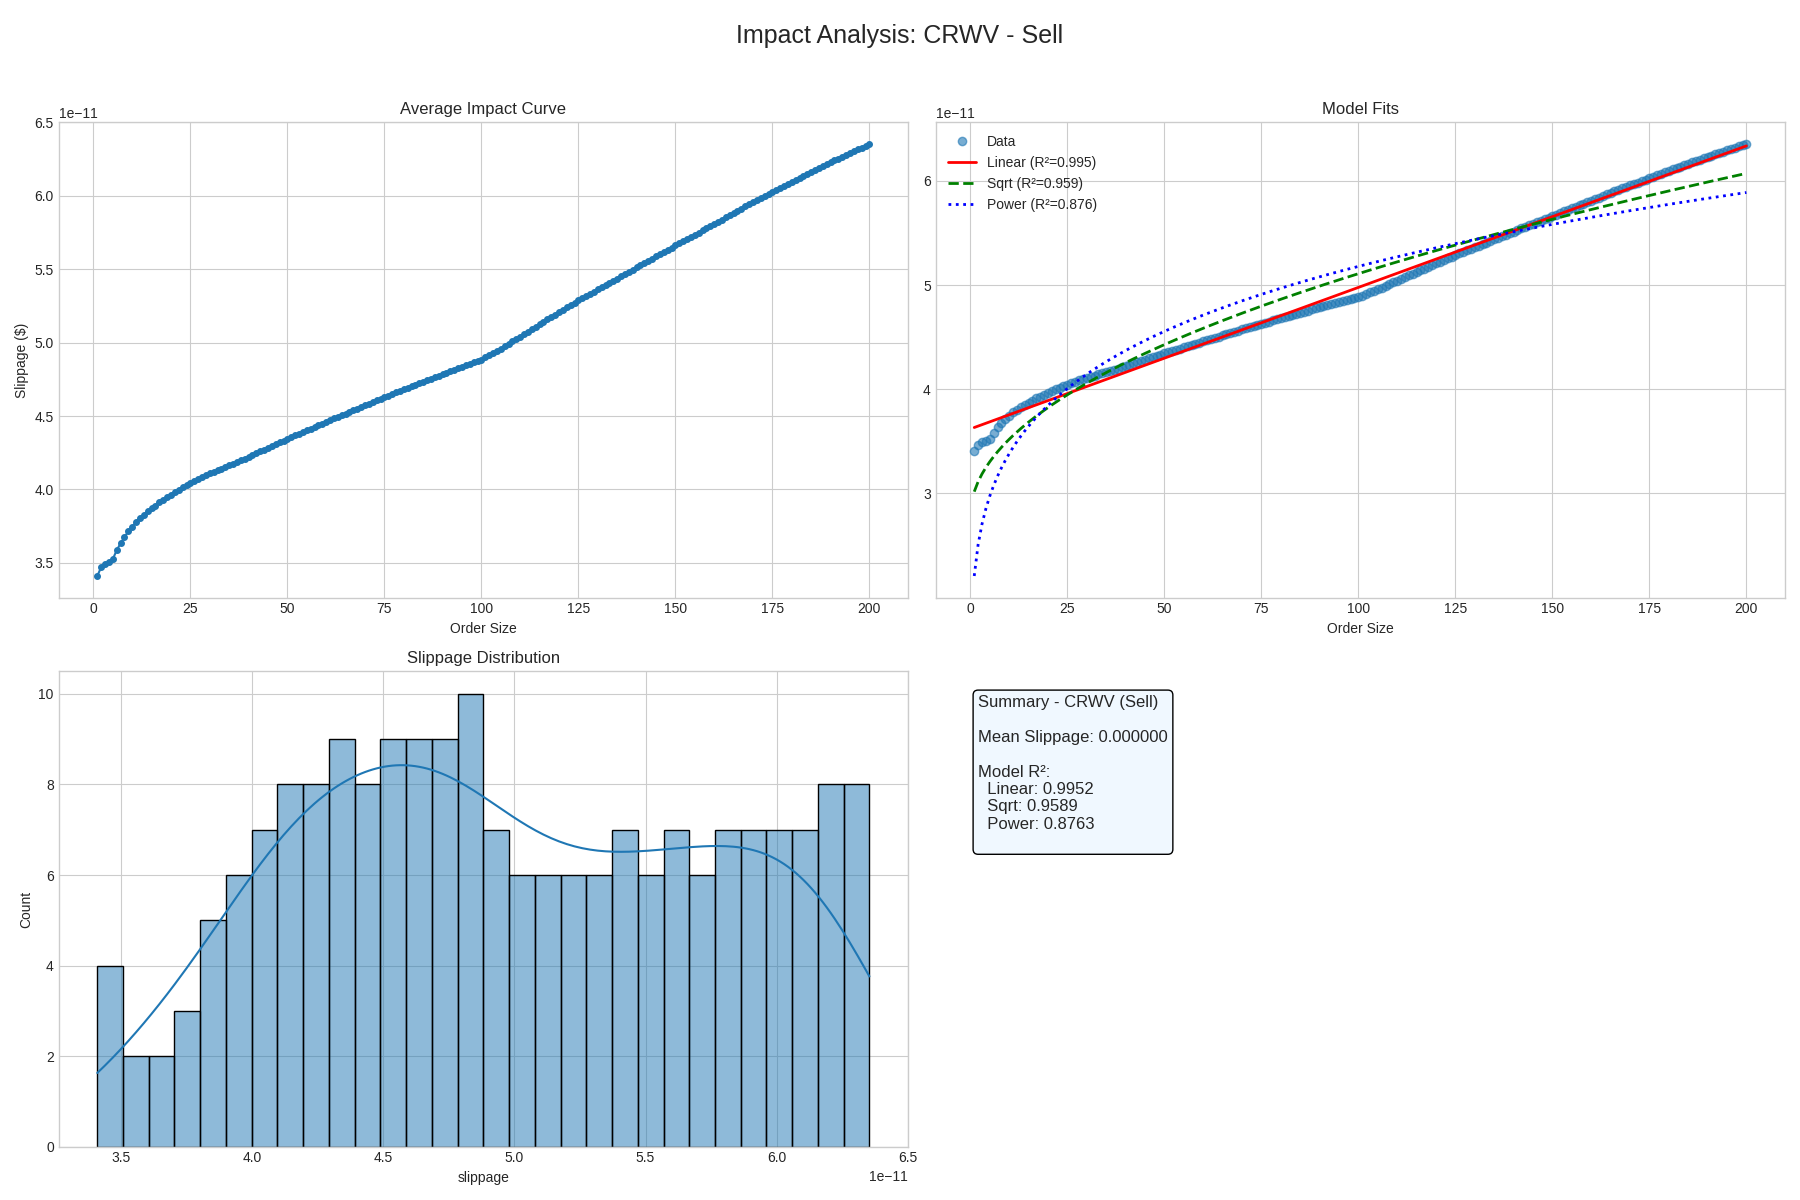 Impact Analysis: CRWV - Sell
Average Impact Curve
1e−11
6.5
6.0
5.5
5.0
4.5
4.0
3.5
Slippage ($)
0 25 50 75 100 125 150 175 200
Order Size
Model Fits
1e−11
Data
Linear (R²=0.995)
Sqrt (R²=0.959)
Power (R²=0.876)
6
5
4
3
0 25 50 75 100 125 150 175 200
Order Size
Slippage Distribution
10
8
6
4
2
0
Count
3.5 4.0 4.5 5.0 5.5 6.0 6.5
1e−11
slippage
Summary - CRWV (Sell)
Mean Slippage: 0.000000
Model R²:
Linear: 0.9952
Sqrt: 0.9589
Power: 0.8763